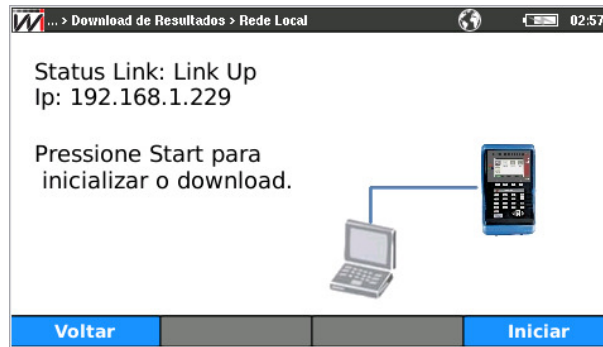 ... > Download de Resultados > Rede Local
02:57
Status Link: Link Up
Ip: 192.168.1.229
Pressione Start para
inicializar o download.
Voltar
Iniciar